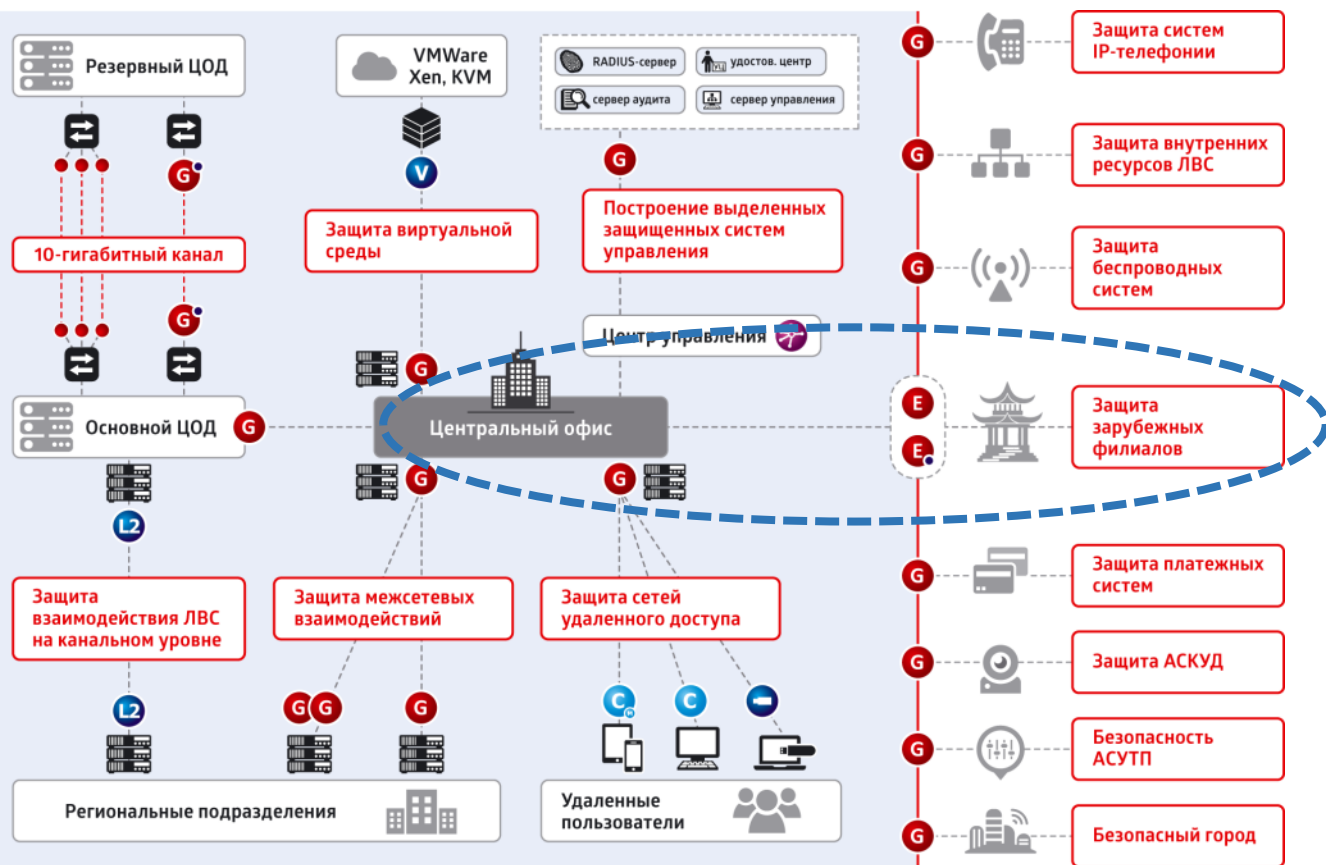 Резервный ЦОД
VMWare
Xen, KVM
RADIUS-сервер
удостов. центр
сервер аудита
сервер управления
G
Защита систем
IP-телефонии
G
V
G
G
Защита внутренних
ресурсов ЛВС
10-гигабитный канал
Защита виртуальной
среды
Построение выделенных
защищенных систем
управления
G
Защита
беспроводных
систем
G
Центр управления
G
Основной ЦОД
G
Центральный офис
E
E
Защита
зарубежных
филиалов
G
G
L2
Защита
взаимодействия ЛВС
на канальном уровне
Защита межсетевых
взаимодействий
Защита сетей
удаленного доступа
G
Защита платежных
систем
G
Защита АСКУД
L2
G
G
G
C
C
G
Безопасность
АСУТП
Региональные подразделения
Удаленные
пользователи
G
Безопасный город